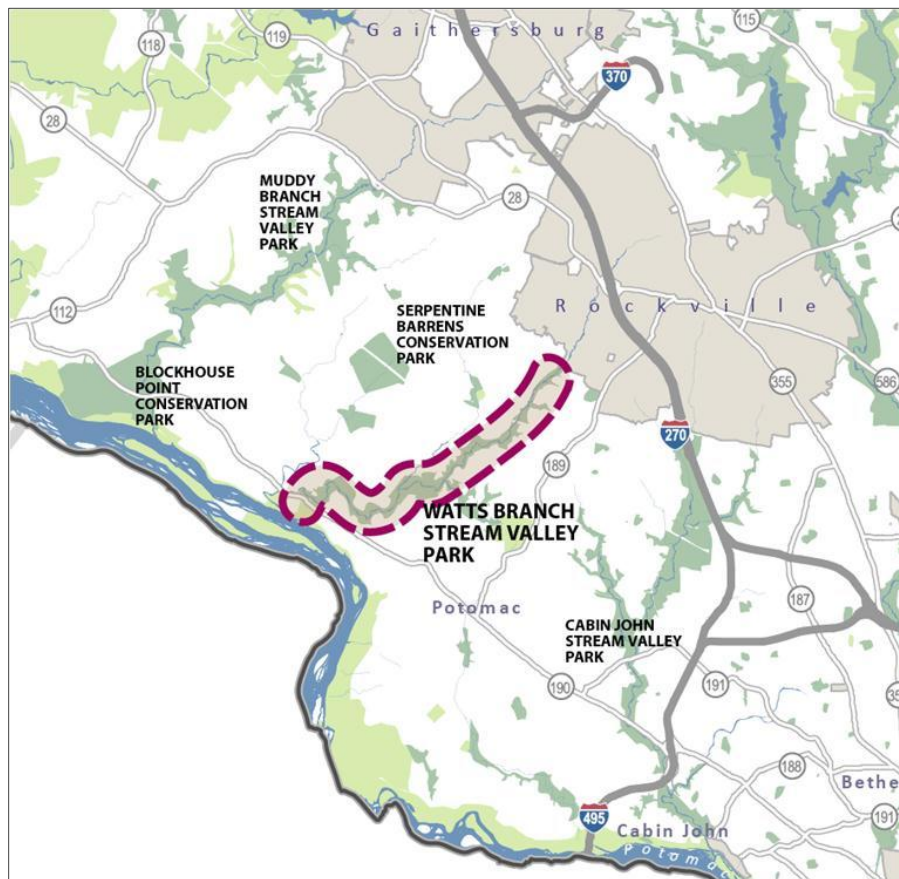 Gaithersburg
115
118
119
370
28
MUDDY
BRANCH
STREAM
VALLEY
PARK
28
112
SERPENTINE
BARRENS
CONSERVATION
PARK
Rockville
BLOCKHOUSE
POINT
CONSERVATION
PARK
355
586
270
189
WATTS BRANCH
STREAM VALLEY
PARK
Potomac
187
CABIN JOHN
STREAM VALLEY
PARK
190
191
188
Bethe
191
495
Cabin John
Potomac